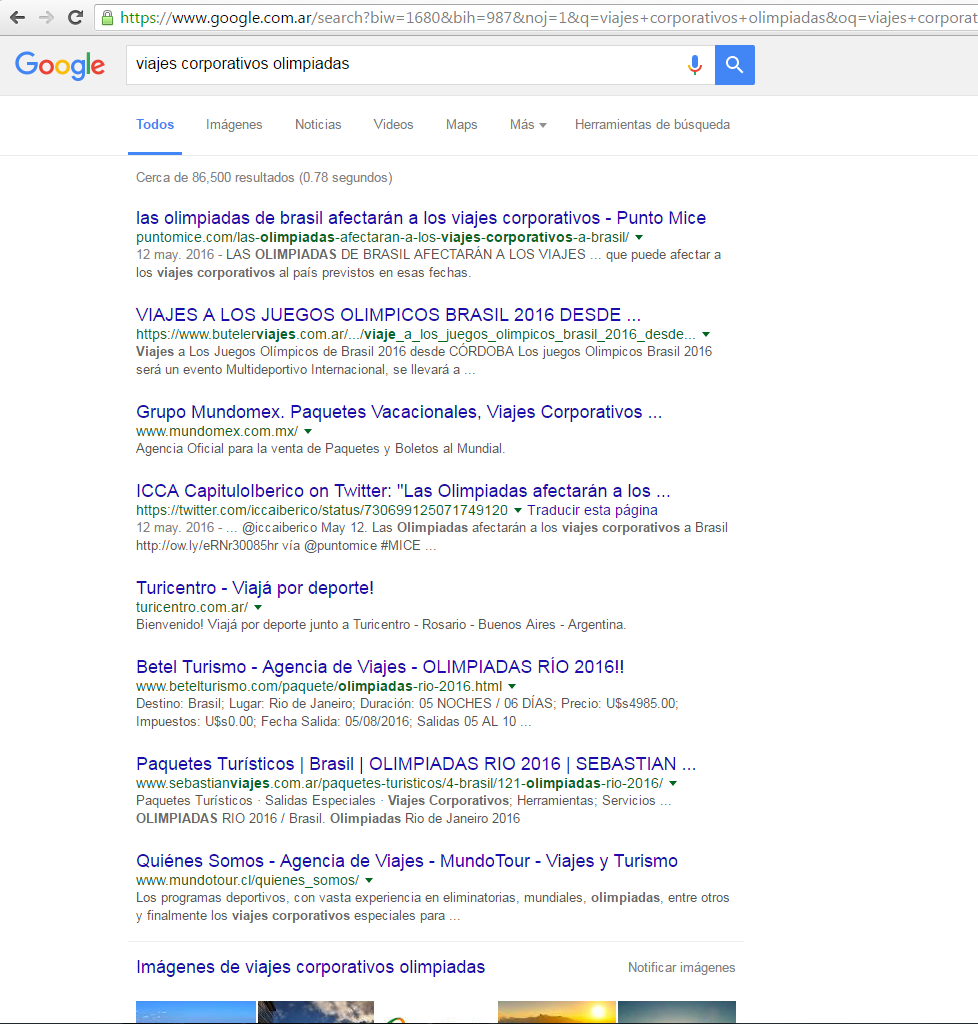 https://www.google.com.ar/search?biw=1680&bih=987&noj=1&q=viajes+corporativos+olimpiadas&oq=viajes+corporat
Google
viajes corporativos olimpiadas
Todos Imágenes Noticias Videos Maps Más Herramientas de búsqueda
Cerca de 86,500 resultados (0.78 segundos)
las olimpiadas de brasil afectarán a los viajes corporativos - Punto Mice
puntomice.com/las-olimpiadas-afectaran-a-los-viajes-corporativos-a-brasil/
12 may. 2016 - LAS OLIMPIADAS DE BRASIL AFECTARÁN A LOS VIAJES ... que puede afectar a
los viajes corporativos al país previstos en esas fechas.
VIAJES A LOS JUEGOS OLIMPICOS BRASIL 2016 DESDE ...
https://www.butelerviajes.com.ar/.../viaje_a_los_juegos_olimpicos_brasil_2016_desde...
Viajes a Los Juegos Olímpicos de Brasil 2016 desde CÓRDOBA Los juegos Olimpicos Brasil 2016
será un evento Multideportivo Internacional, se llevará a ...
Grupo Mundomex. Paquetes Vacacionales, Viajes Corporativos ...
www.mundomex.com.mx/
Agencia Oficial para la venta de Paquetes y Boletos al Mundial.
ICCA CapituloIberico on Twitter: "Las Olimpiadas afectarán a los ...
https://twitter.com/iccaiberico/status/730699125071749120 Traducir esta página
12 may. 2016 - ... @iccaiberico May 12. Las Olimpiadas afectarán a los viajes corporativos a Brasil
http://ow.ly/eRNr30085hr vía @puntomice #MICE ...
Turicentro - Viajá por deporte!
turicentro.com.ar/
Bienvenido! Viajá por deporte junto a Turicentro - Rosario - Buenos Aires - Argentina.
Betel Turismo - Agencia de Viajes - OLIMPIADAS RÍO 2016!!
www.betelturismo.com/paquete/olimpiadas-rio-2016.html
Destino: Brasil; Lugar: Rio de Janeiro; Duración: 05 NOCHES / 06 DÍAS; Precio: U$s4985.00;
Impuestos: U$s0.00; Fecha Salida: 05/08/2016; Salidas 05 AL 10 ...
Paquetes Turísticos | Brasil | OLIMPIADAS RIO 2016 | SEBASTIAN ...
www.sebastianviajes.com.ar/paquetes-turisticos/4-brasil/121-olimpiadas-rio-2016/
Paquetes Turísticos · Salidas Especiales · Viajes Corporativos; Herramientas; Servicios ...
OLIMPIADAS RIO 2016 / Brasil. Olimpiadas Rio de Janeiro 2016
Quiénes Somos - Agencia de Viajes - MundoTour - Viajes y Turismo
www.mundotour.cl/quienes_somos/
Los programas deportivos, con vasta experiencia en eliminatorias, mundiales, olimpiadas, entre otros
y finalmente los viajes corporativos especiales para ...
Imágenes de viajes corporativos olimpiadas Notificar imágenes